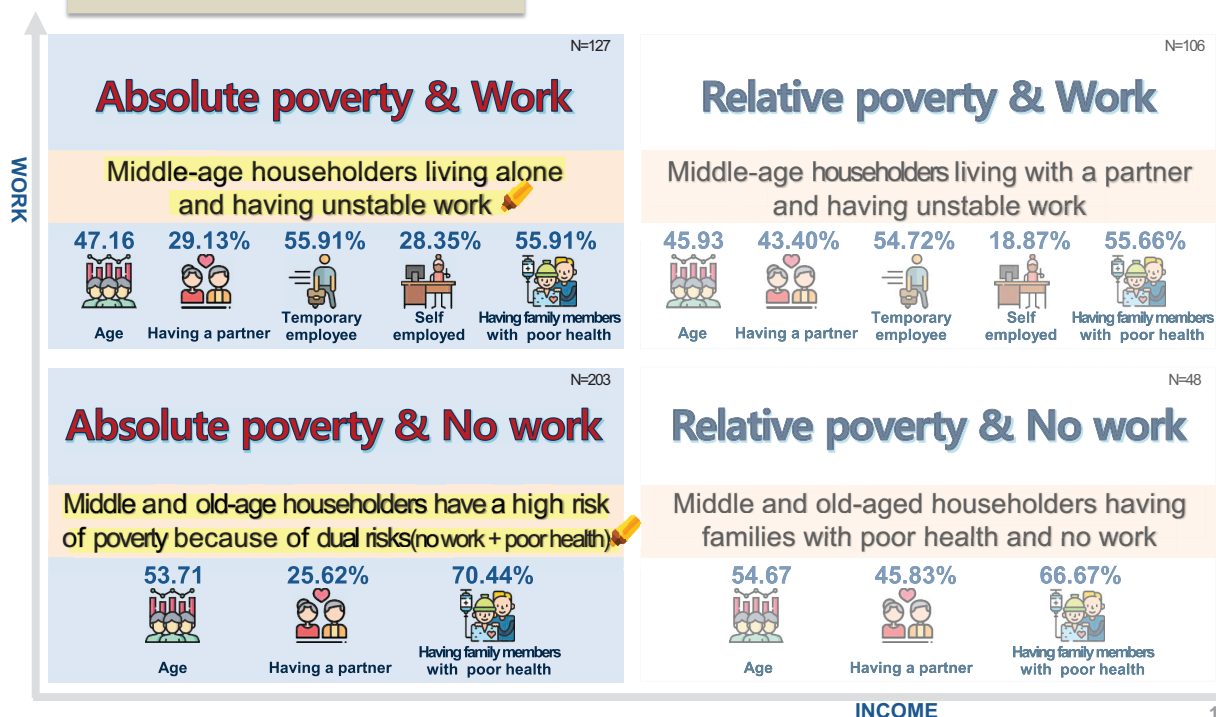 WORK
N=127
Absolute poverty & Work
Middle-age householders living alone
and having unstable work
47.16 29.13% 55.91% 28.35% 55.91%
Age Having a partner Temporary employee Self employed Having family members with poor health
N=106
Relative poverty & Work
Middle-age householders living with a partner
and having unstable work
45.93 43.40% 54.72% 18.87% 55.66%
Age Having a partner Temporary employee Self employed Having family members with poor health
N=203
Absolute poverty & No work
Middle and old-age householders have a high risk
of poverty because of dual risks(no work + poor health)
53.71 25.62% 70.44%
Age Having a partner Having family members with poor health
N=48
Relative poverty & No work
Middle and old-aged householders having
families with poor health and no work
54.67 45.83% 66.67%
Age Having a partner Having family members with poor health
INCOME